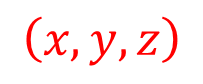 (x, y, z)